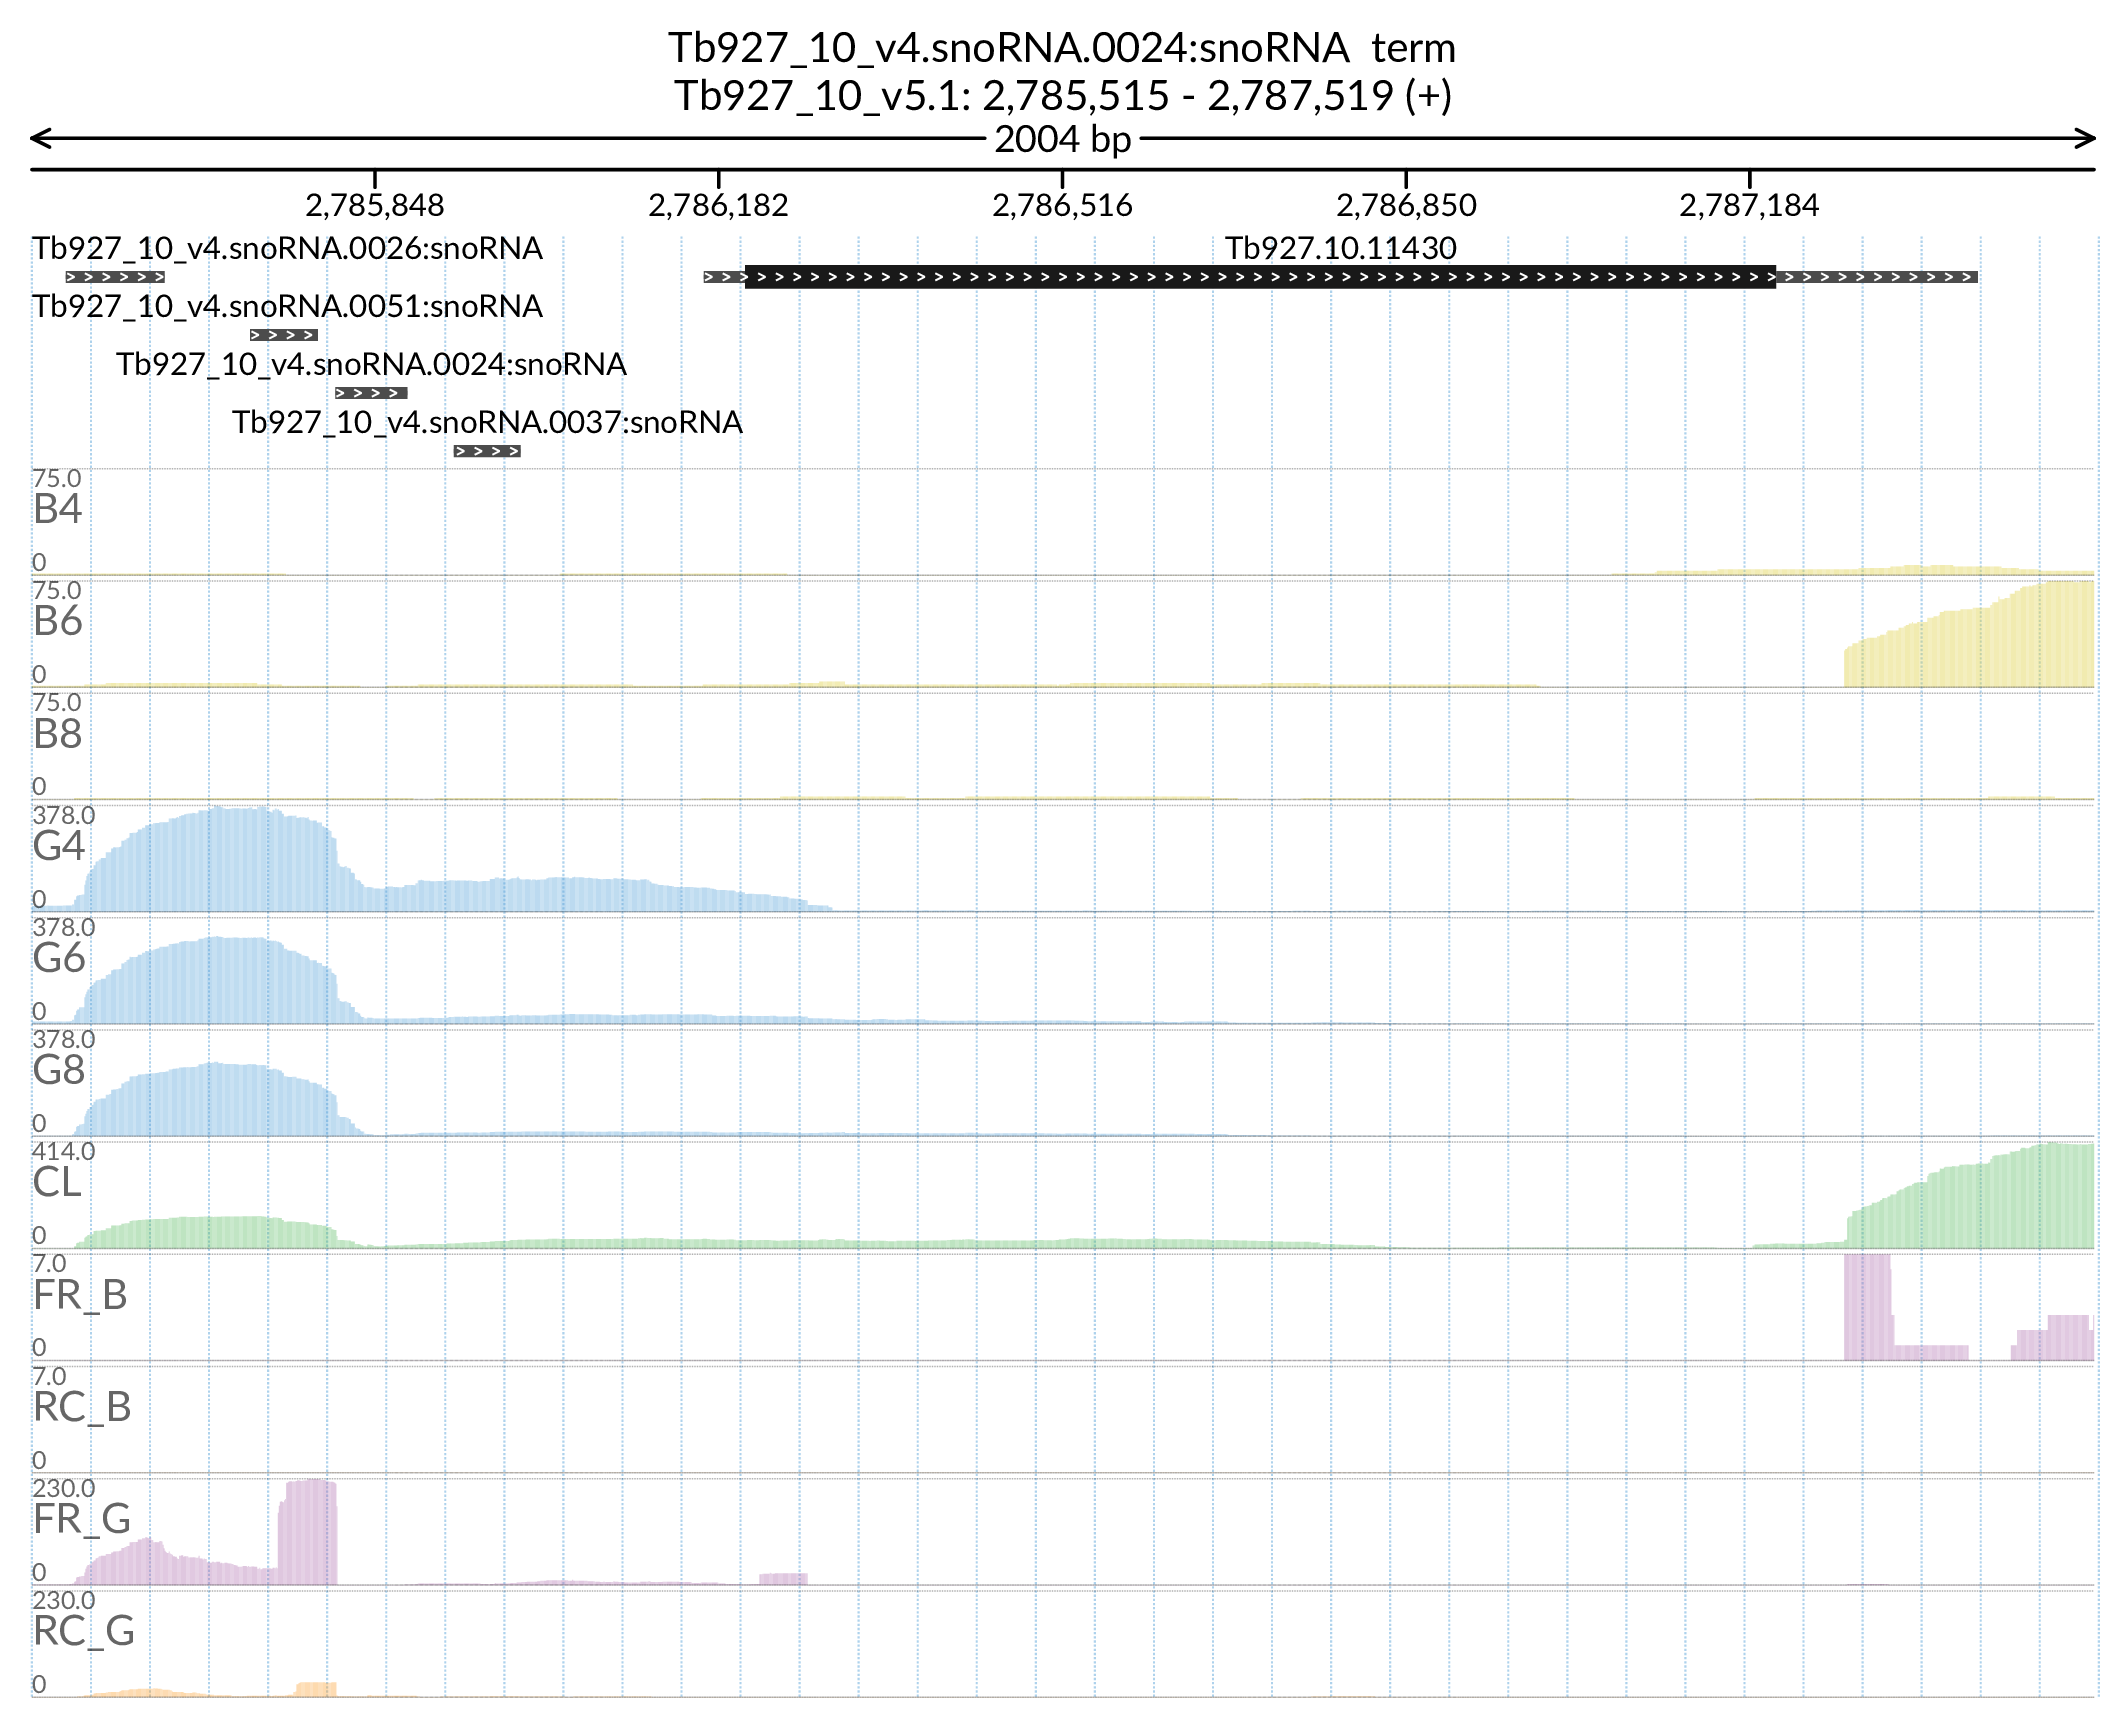 Tb927_10_v4.snoRNA.0024:snoRNA  term
Tb927_10_v5.1: 2,785,515 - 2,787,519 (+)
2004 bp
2,785,848 2,786,182 2,786,516 2,786,850 2,787,184
Tb927_10_v4.snoRNA.0026:snoRNA Tb927.10.11430
Tb927_10_v4.snoRNA.0051:snoRNA
Tb927_10_v4.snoRNA.0024:snoRNA
Tb927_10_v4.snoRNA.0037:snoRNA
75.0
B4
0
75.0
B6
0
75.0
B8
0
378.0
G4
0
378.0
G6
0
378.0
G8
0
414.0
CL
0
7.0
FR_B
0
7.0
RC_B
0
230.0
FR_G
0
230.0
RC_G
0